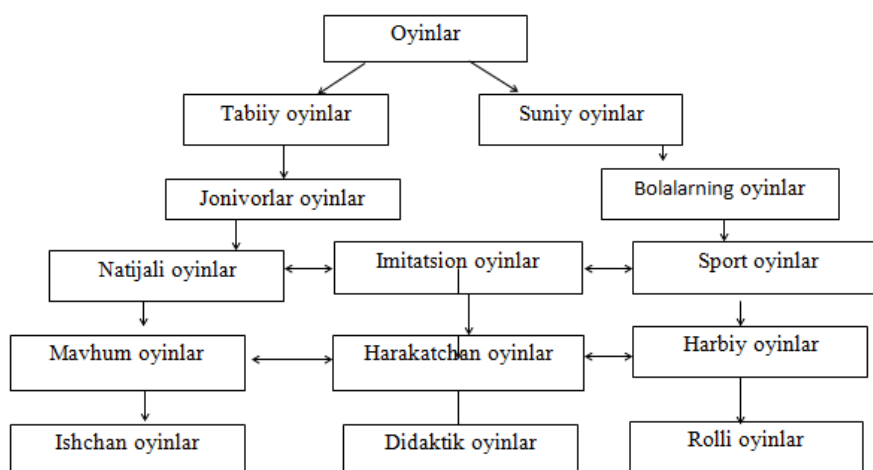 Oyinlar
Tabiiy oyinlar
Suniy oyinlar
Jonivorlar oyinlar
Bolalarning oyinlar
Natijali oyinlar
Imitatsion oyinlar
Sport oyinlar
Mavhum oyinlar
Harakatchan oyinlar
Harbiy oyinlar
Ishchan oyinlar
Didaktik oyinlar
Rolli oyinlar